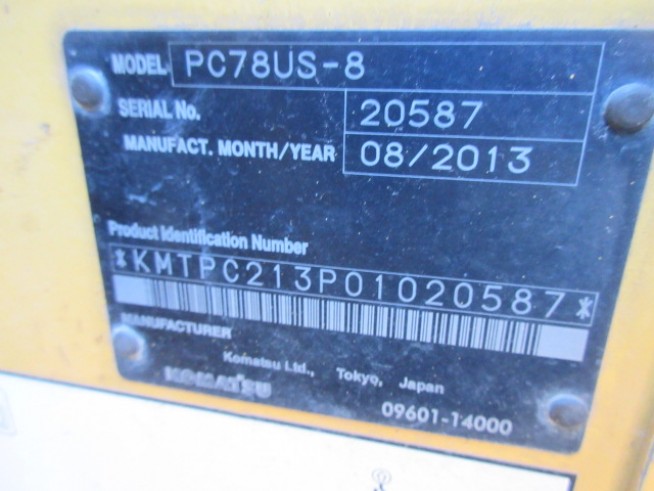 MODEL PC78US-8
SERIAL No. 20587
MANUFACT. MONTH/YEAR 08/2013
Product Identification Number
*KMTPC213P01020587*
MANUFACTURER
Komatsu Ltd., Tokyo, Japan
KOMATSU
09601-14000